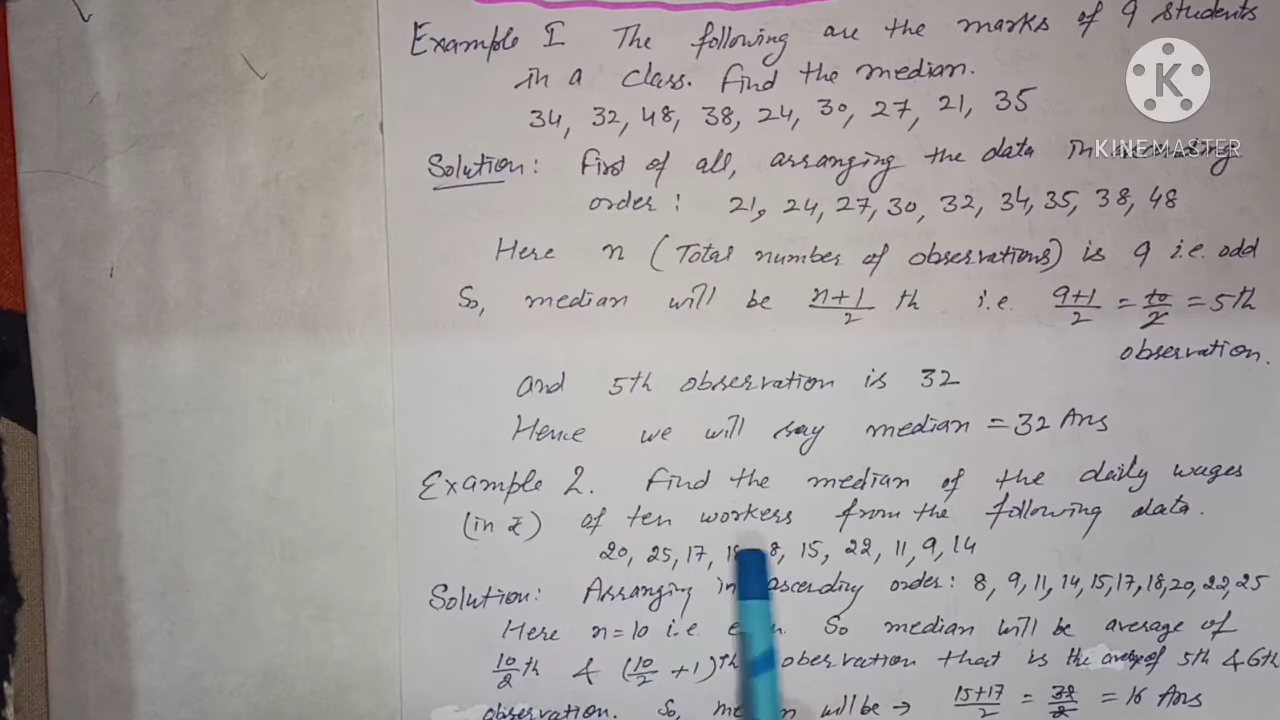 Example I The following are the marks of 9 students
in a class. Find the median.
34, 32, 48, 38, 24, 30, 27, 21, 35
K
KINEMASTER
Solution: First of all, arranging the data in
order : 21, 24, 27, 30, 32, 34, 35, 38, 48
Here n (Total number of observations) is 9 i.e. odd
So, median will be n+1/2 th i.e. 9+1/2 = 10/2 = 5th
observation.
and 5th observation is 32
Hence we will say median = 32 Ans
Example 2. Find the median of the daily wages
(in ₹) of ten workers from the following data.
20, 25, 17, 8, 15, 22, 11, 9, 14
Solution: Arranging in ascending order: 8, 9, 11, 14, 15, 17, 18, 20, 22, 25
Here n=10 i.e. So median will be average of
10/2 th & (10/2 +1)th observation that is the average of 5th & 6th
observation. So, will be → 15+17/2 = 32/2 = 16 Ans